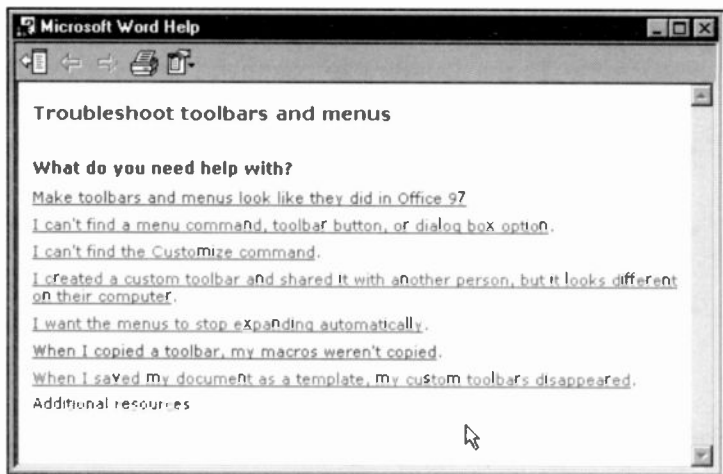 Microsoft Word Help
Troubleshoot toolbars and menus
What do you need help with?
Make toolbars and menus look like they did in Office 97
I can't find a menu command, toolbar button, or dialog box option.
I can't find the Customize command.
I created a custom toolbar and shared it with another person, but it looks different
on their computer.
I want the menus to stop expanding automatically.
When I copied a toolbar, my macros weren't copied.
When I saved my document as a template, my custom toolbars disappeared.
Additional resources